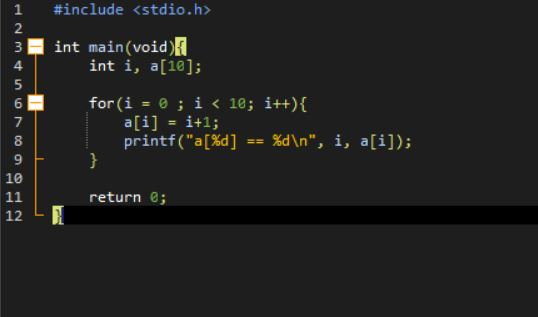 1 #include <stdio.h>
2
3 int main(void){
4     int i, a[10];
5
6     for(i = 0 ; i < 10; i++){
7         a[i] = i+1;
8         printf("a[%d] == %d\n", i, a[i]);
9     }
10
11     return 0;
12 }